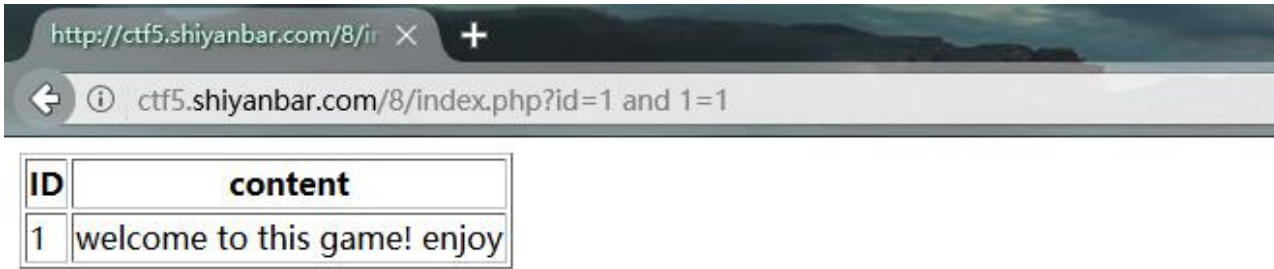 http://ctf5.shiyanbar.com/8/in
ctf5.shiyanbar.com/8/index.php?id=1 and 1=1
ID content
1 welcome to this game! enjoy